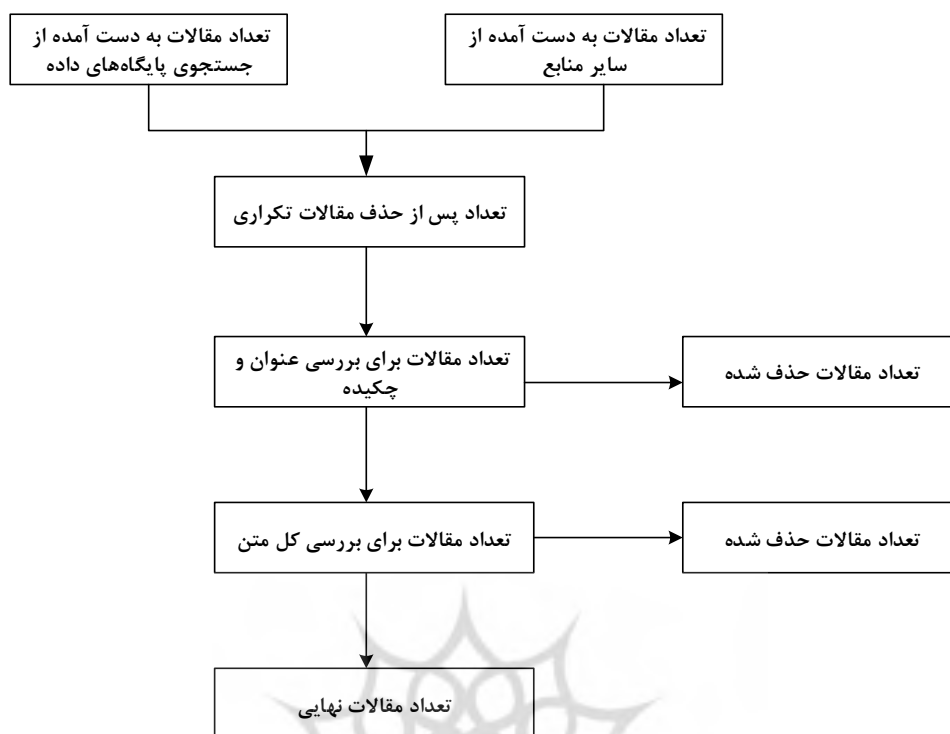 تعداد مقالات به دست آمده از
جستجوی پایگاه‌های داده
تعداد مقالات به دست آمده از
سایر منابع
تعداد پس از حذف مقالات تکراری
تعداد مقالات برای بررسی عنوان و
چکیده
تعداد مقالات حذف شده
تعداد مقالات برای بررسی کل متن
تعداد مقالات حذف شده
تعداد مقالات نهایی